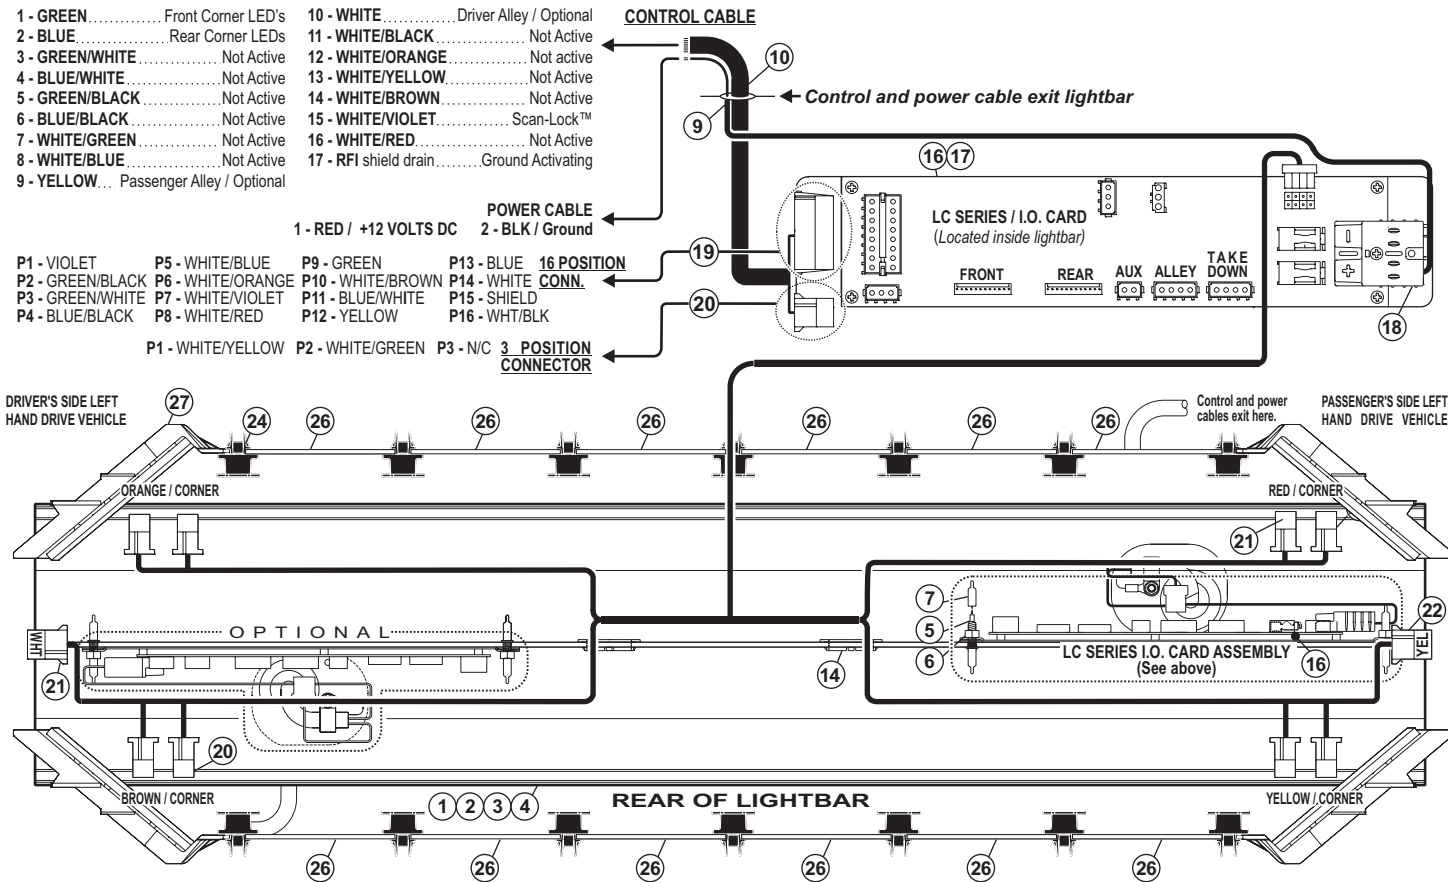 1 - GREEN................ Front Corner LED's
2 - BLUE.................. Rear Corner LEDs
3 - GREEN/WHITE................ Not Active
4 - BLUE/WHITE................... Not Active
5 - GREEN/BLACK................ Not Active
6 - BLUE/BLACK................... Not Active
7 - WHITE/GREEN................. Not Active
8 - WHITE/BLUE................... Not Active
9 - YELLOW.... Passenger Alley / Optional
10 - WHITE.............. Driver Alley / Optional
11 - WHITE/BLACK................ Not Active
12 - WHITE/ORANGE.............. Not active
13 - WHITE/YELLOW.............. Not Active
14 - WHITE/BROWN............... Not Active
15 - WHITE/VIOLET.............. Scan-Lock™
16 - WHITE/RED.................... Not Active
17 - RFI shield drain......... Ground Activating
CONTROL CABLE
10
Control and power cable exit lightbar
9
16 17
POWER CABLE
1 - RED / +12 VOLTS DC 2 - BLK / Ground
LC SERIES / I.O. CARD
(Located inside lightbar)
19
FRONT
REAR
AUX
ALLEY
TAKE
DOWN
20
18
P1 - VIOLET P5 - WHITE/BLUE P9 - GREEN P13 - BLUE 16 POSITION
P2 - GREEN/BLACK P6 - WHITE/ORANGE P10 - WHITE/BROWN P14 - WHITE CONN.
P3 - GREEN/WHITE P7 - WHITE/VIOLET P11 - BLUE/WHITE P15 - SHIELD
P4 - BLUE/BLACK P8 - WHITE/RED P12 - YELLOW P16 - WHT/BLK
P1 - WHITE/YELLOW P2 - WHITE/GREEN P3 - N/C 3 POSITION
CONNECTOR
DRIVER'S SIDE LEFT
HAND DRIVE VEHICLE
27
24
26
26
26
26
26
26
Control and power
cables exit here.
PASSENGER'S SIDE LEFT
HAND DRIVE VEHICLE
ORANGE / CORNER
RED / CORNER
21
7
5
6
22
OPTIONAL
WHT
21
14
LC SERIES I.O. CARD ASSEMBLY
(See above)
16
YEL
20
BROWN / CORNER
1 2 3 4
REAR OF LIGHTBAR
YELLOW / CORNER
26
26
26
26
26
26